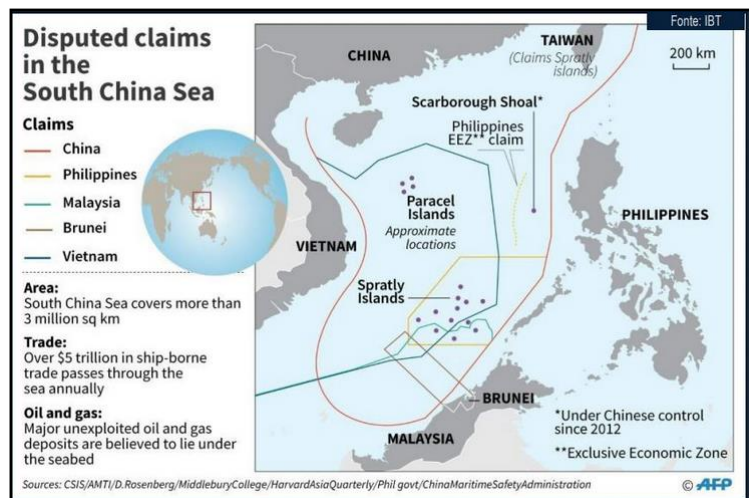 Fonte: IBT
Disputed claims
in the
South China Sea
Claims
China
Philippines
Malaysia
Brunei
Vietnam
Area:
South China Sea covers more than
3 million sq km
Trade:
Over $5 trillion in ship-borne
trade passes through the
sea annually
Oil and gas:
Major unexploited oil and gas
deposits are believed to lie under
the seabed
CHINA
TAIWAN
(Claims Spratly
islands)
200 km
Scarborough Shoal*
Philippines
EEZ** claim
Paracel
Islands
Approximate
locations
PHILIPPINES
VIETNAM
Spratly
Islands
BRUNEI
MALAYSIA
*Under Chinese control
since 2012
**Exclusive Economic Zone
Sources: CSIS/AMTI/D.Rosenberg/MiddleburyCollege/HarvardAsiaQuarterly/Phil govt/ChinaMaritimeSafetyAdministration
© AFP